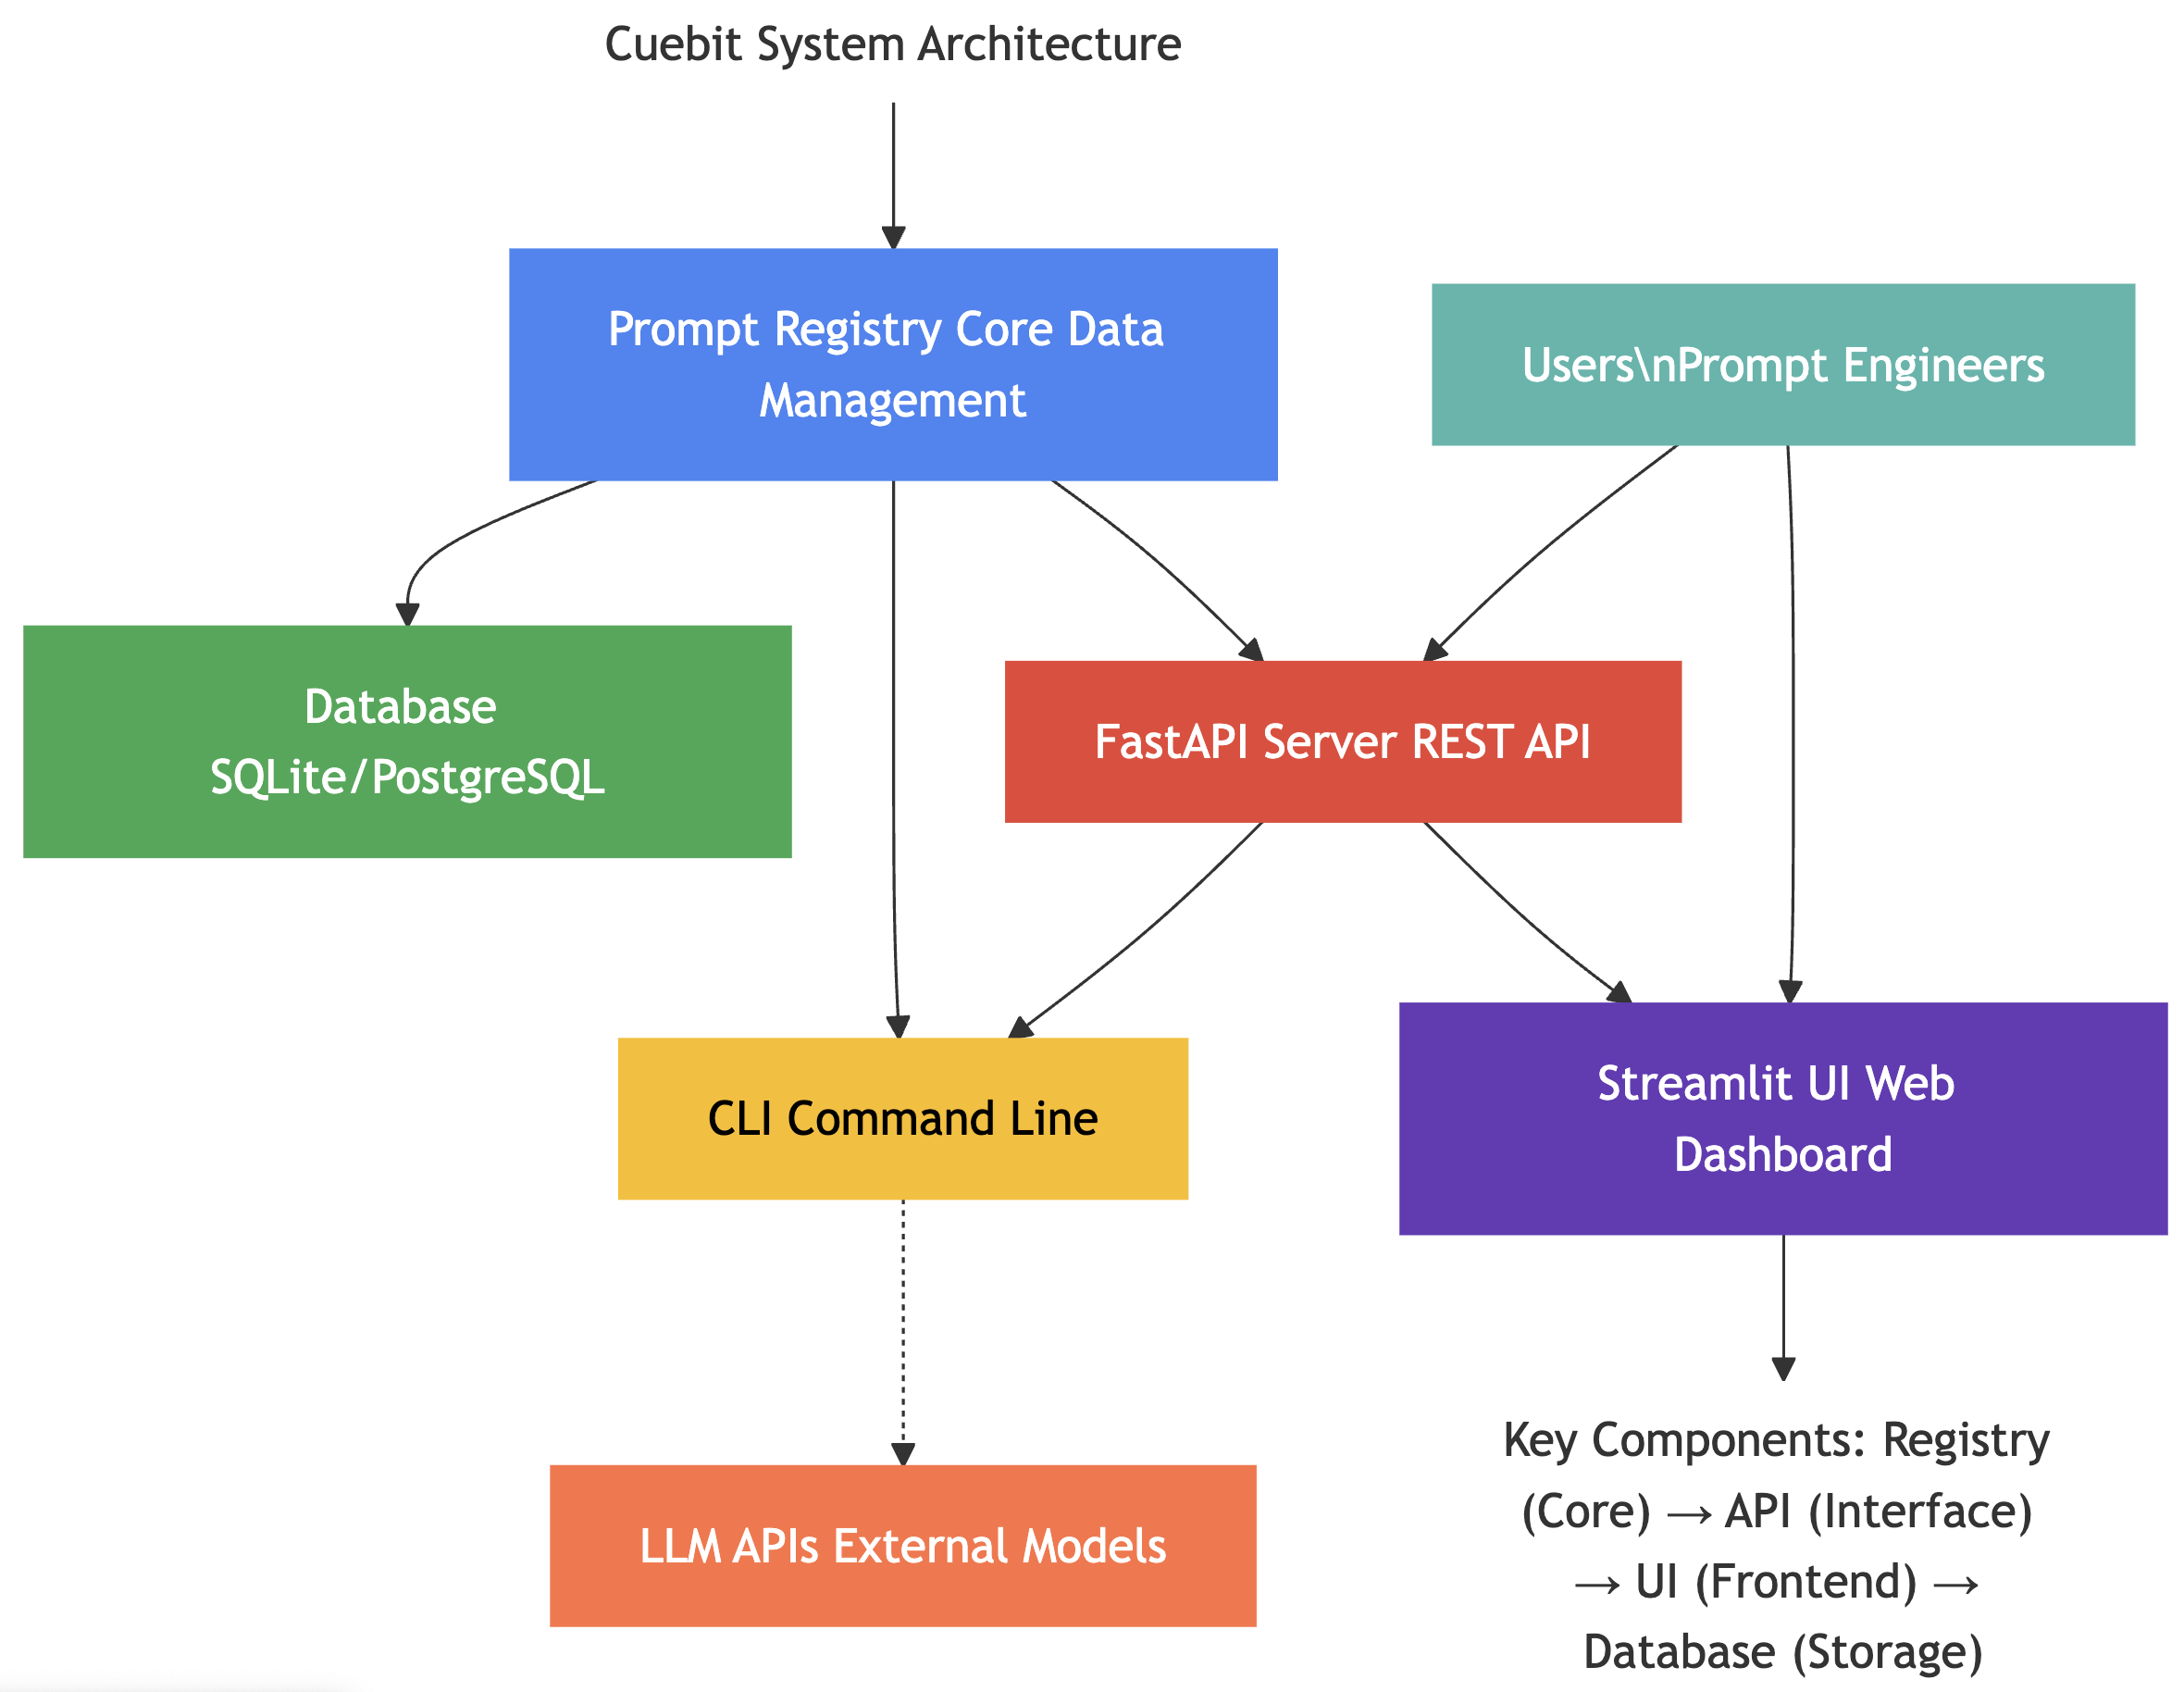 Cuebit System Architecture
Prompt Registry Core Data
Management
Users\nPrompt Engineers
Database
SQLite/PostgreSQL
FastAPI Server REST API
CLI Command Line
Streamlit UI Web
Dashboard
LLM APIs External Models
Key Components: Registry
(Core) → API (Interface)
→ UI (Frontend) →
Database (Storage)